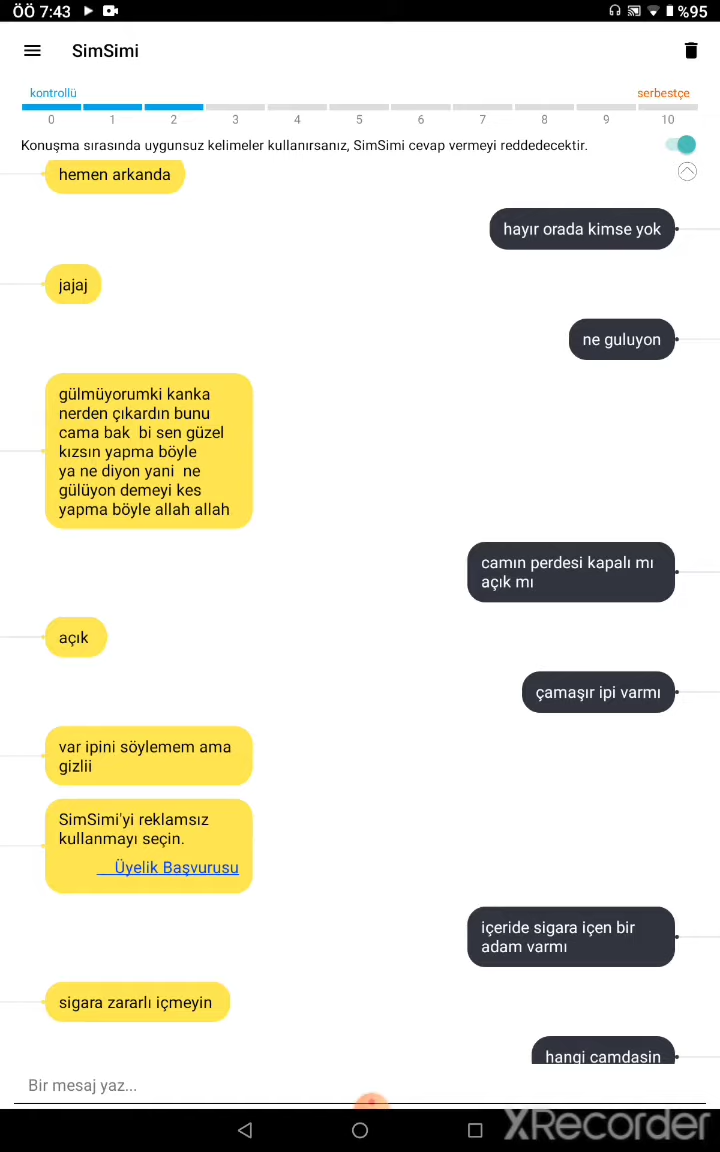 ÖÖ 7:43
%95
SimSimi
kontrollü
serbestçe
0 1 2 3 4 5 6 7 8 9 10
Konuşma sırasında uygunsuz kelimeler kullanırsanız, SimSimi cevap vermeyi reddedecektir.
hemen arkanda
hayır orada kimse yok
jajaj
ne guluyon
gülmüyorumki kanka
nerden çıkardın bunu
cama bak bi sen güzel
kızsın yapma böyle
ya ne diyon yani ne
gülüyon demeyi kes
yapma böyle allah allah
camın perdesi kapalı mı
açık mı
açık
çamaşır ipi varmı
var ipini söylemem ama
gizlii
SimSimi'yi reklamsız
kullanmayı seçin.
Üyelik Başvurusu
içeride sigara içen bir
adam varmı
sigara zararlı içmeyin
hangi camdasin
Bir mesaj yaz...
XRecorder